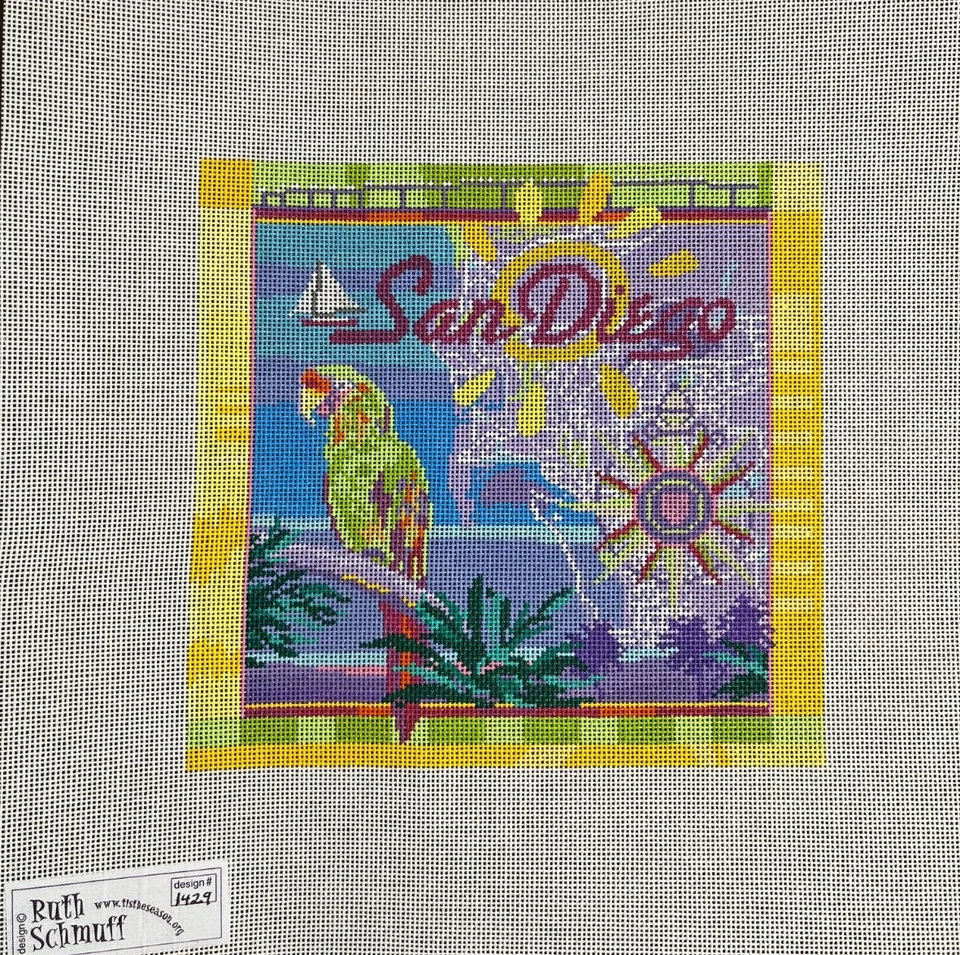 San Diego
design #
1429
design ©
Ruth
Schmuff
www.tistheseason.org